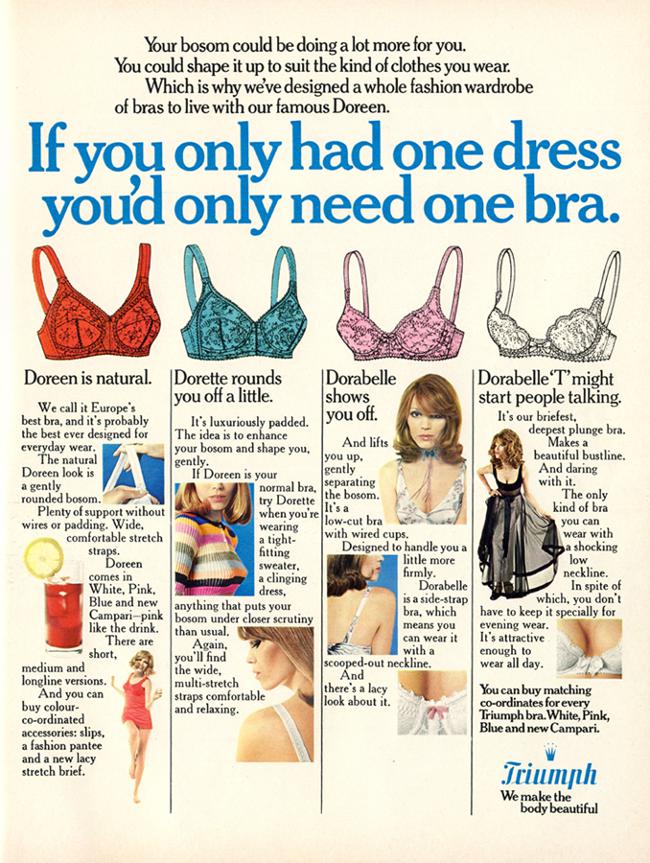 Your bosom could be doing a lot more for you.
You could shape it up to suit the kind of clothes you wear.
Which is why we've designed a whole fashion wardrobe
of bras to live with our famous Doreen.
If you only had one dress
you'd only need one bra.
Doreen is natural.
We call it Europe's
best bra, and it's probably
the best ever designed for
everyday wear.
The natural
Doreen look is
a gently
rounded bosom.
Plenty of support without
wires or padding. Wide,
comfortable stretch
straps.
Doreen
comes in
White, Pink,
Blue and new
Campari-pink
like the drink.
There are
short,
medium and
longline versions.
And you can
buy colour-
co-ordinated
accessories: slips,
a fashion pantee
and a new lacy
stretch brief.
Dorette rounds
you off a little.
It's luxuriously padded.
The idea is to enhance
your bosom and shape you,
gently.
If Doreen is your
normal bra,
try Dorette
when you're
wearing
a tight-
fitting
sweater,
a clinging
dress,
anything that puts your
bosom under closer scrutiny
than usual.
Again,
you'll find
the wide,
multi-stretch
straps comfortable
and relaxing.
Dorabelle
shows
you off.
And lifts
you up,
gently
separating
the bosom.
It's a
low-cut bra
with wired cups.
Designed to handle you a
little more
firmly.
Dorabelle
is a side-strap
bra, which
means you
can wear it
with a
scooped-out neckline.
And
there's a lacy
look about it.
Dorabelle 'T' might
start people talking.
It's our briefest,
deepest plunge bra.
Makes a
beautiful bustline.
And daring
with it.
The only
kind of bra
you can
wear with
a shocking
low
neckline.
In spite of
which, you don't
have to keep it specially for
evening wear.
It's attractive
enough to
wear all day.
You can buy matching
co-ordinates for every
Triumph bra. White, Pink,
Blue and new Campari.
Triumph
We make the
body beautiful